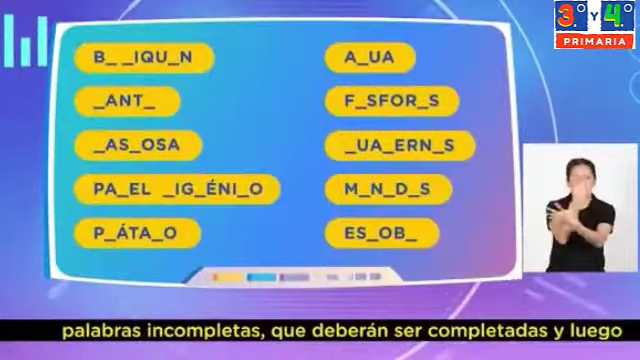 3.º Y 4.º
PRIMARIA
B_ _IQU_N
_ANT_
_AS_OSA
PA_EL _IG_ÉNI_O
P_ÁTA_O
A_UA
F_SFOR_S
_UA_ERN_S
M_N_D_S
ES_OB_
palabras incompletas, que deberán ser completadas y luego